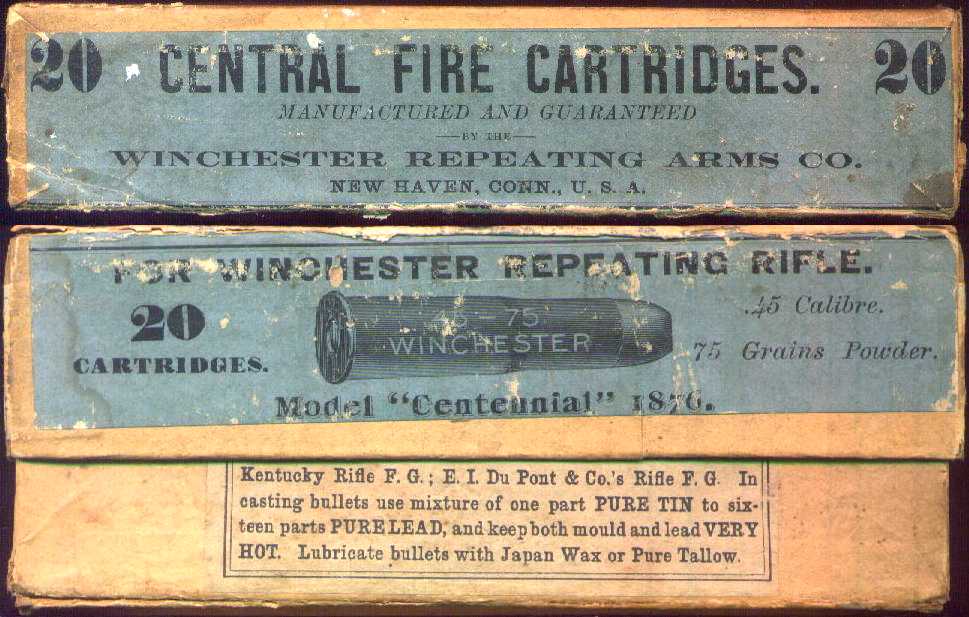 20 CENTRAL FIRE CARTRIDGES. 20
MANUFACTURED AND GUARANTEED
BY THE
WINCHESTER REPEATING ARMS CO.
NEW HAVEN, CONN., U. S. A.
FOR WINCHESTER REPEATING RIFLE.
20
CARTRIDGES.
45-75
WINCHESTER
.45 Calibre.
75 Grains Powder.
Model "Centennial" 1876.
Kentucky Rifle F. G.; E. I. Du Pont & Co.'s Rifle F. G. In
casting bullets use mixture of one part PURE TIN to six-
teen parts PURE LEAD, and keep both mould and lead VERY
HOT. Lubricate bullets with Japan Wax or Pure Tallow.